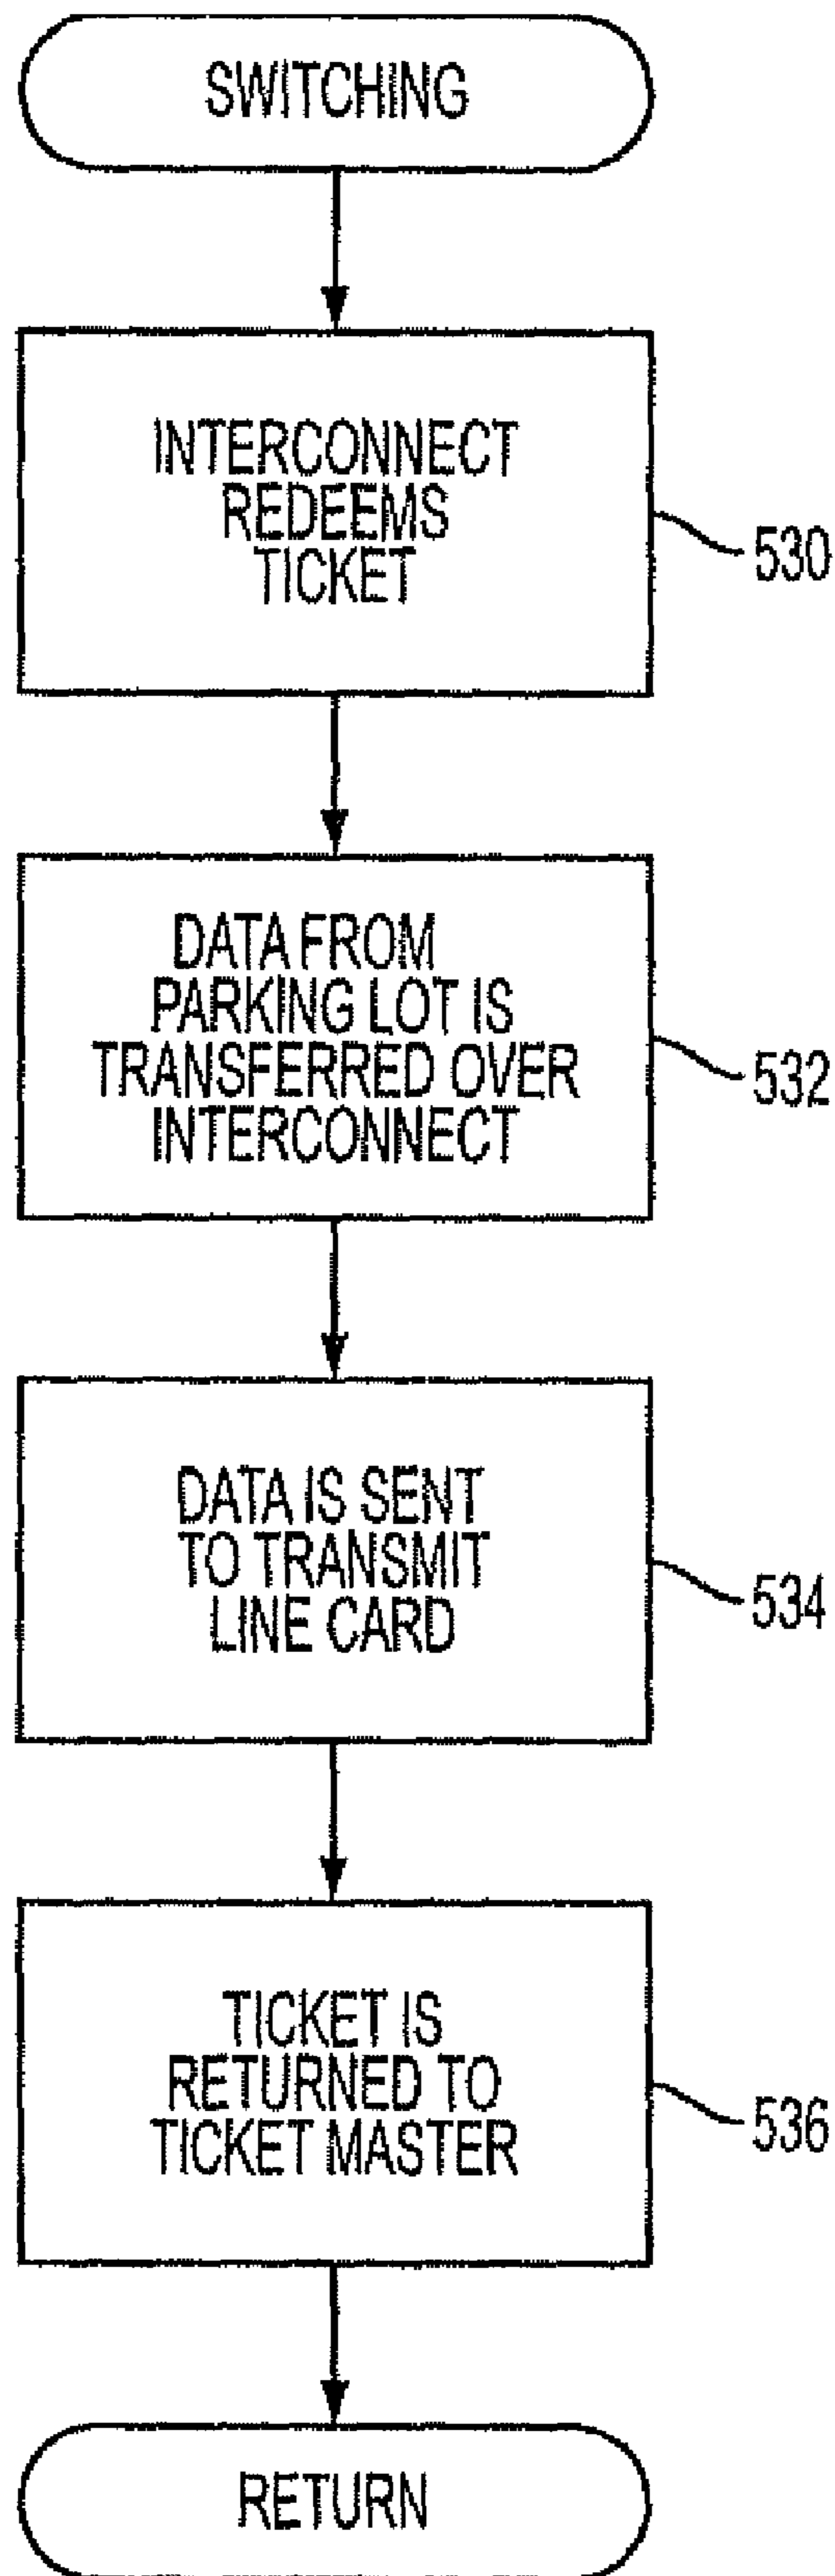 SWITCHING
INTERCONNECT
REDEEMS
TICKET
530
DATA FROM
PARKING LOT IS
TRANSFERRED OVER
INTERCONNECT
532
DATA IS SENT
TO TRANSMIT
LINE CARD
534
TICKET IS
RETURNED TO
TICKET MASTER
536
RETURN